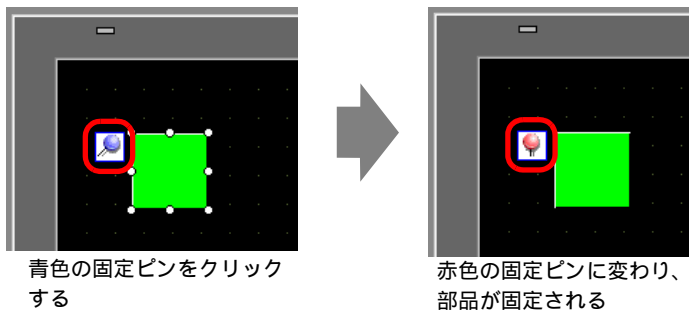 青色の固定ピンをクリック
する
赤色の固定ピンに変わり、
部品が固定される